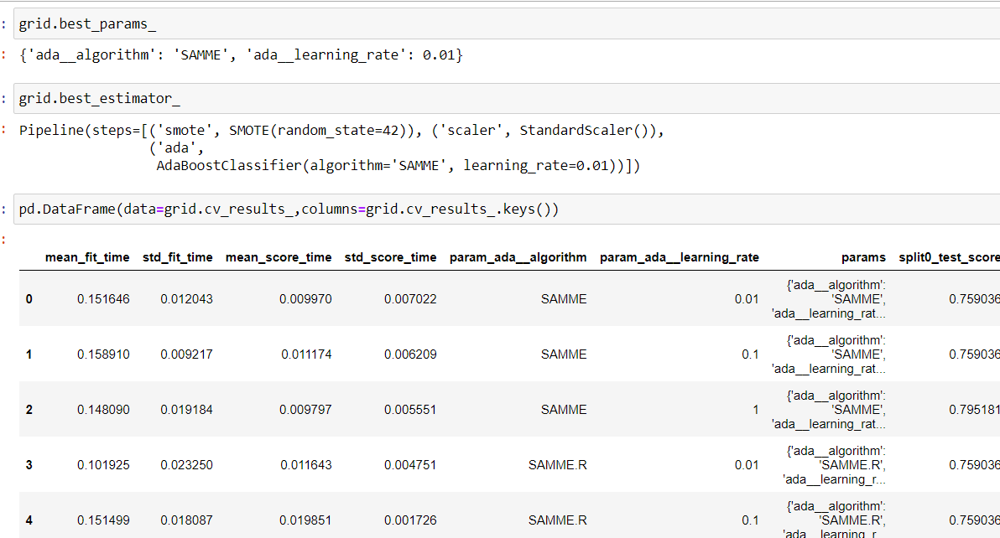 : grid.best_params_
: {'ada__algorithm': 'SAMME', 'ada__learning_rate': 0.01}
: grid.best_estimator_
: Pipeline(steps=[('smote', SMOTE(random_state=42)), ('scaler', StandardScaler()),
('ada',
AdaBoostClassifier(algorithm='SAMME', learning_rate=0.01))])
: pd.DataFrame(data=grid.cv_results_,columns=grid.cv_results_.keys())
:
mean_fit_time std_fit_time mean_score_time std_score_time param_ada__algorithm param_ada__learning_rate params split0_test_score
{'ada__algorithm':
0 0.151646 0.012043 0.009970 0.007022 SAMME 0.01 'SAMME', 0.759036
'ada__learning_rat...
{'ada__algorithm':
1 0.158910 0.009217 0.011174 0.006209 SAMME 0.1 'SAMME', 0.759036
'ada__learning_rat...
{'ada__algorithm':
2 0.148090 0.019184 0.009797 0.005551 SAMME 1 'SAMME', 0.795181
'ada__learning_rat...
{'ada__algorithm':
3 0.101925 0.023250 0.011643 0.004751 SAMME.R 0.01 'SAMME.R', 0.759036
'ada__learning_r...
{'ada__algorithm':
4 0.151499 0.018087 0.019851 0.001726 SAMME.R 0.1 'SAMME.R', 0.759036
'ada__learning_r...